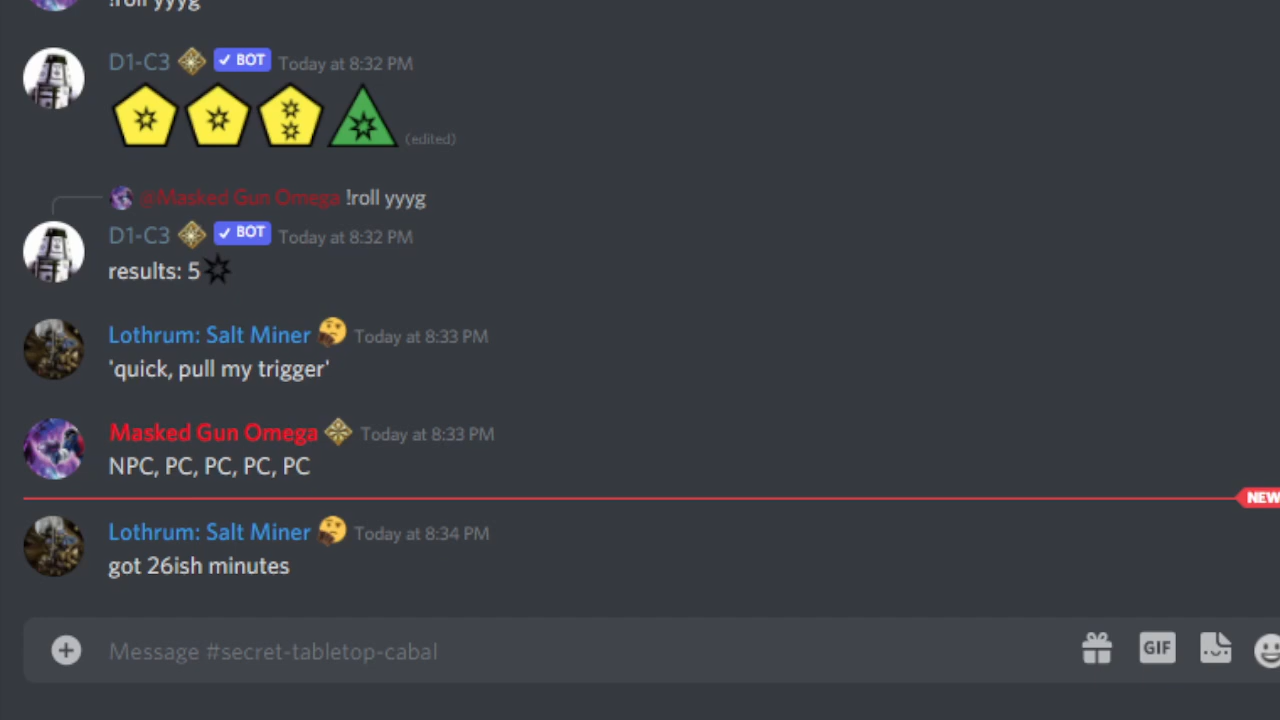 !roll yyyg
D1-C3 ✓ BOT Today at 8:32 PM
(edited)
@Masked Gun Omega !roll yyyg
D1-C3 ✓ BOT Today at 8:32 PM
results: 5
Lothrum: Salt Miner 🤔 Today at 8:33 PM
'quick, pull my trigger'
Masked Gun Omega Today at 8:33 PM
NPC, PC, PC, PC, PC
NEW
Lothrum: Salt Miner 🤔 Today at 8:34 PM
got 26ish minutes
Message #secret-tabletop-cabal
GIF